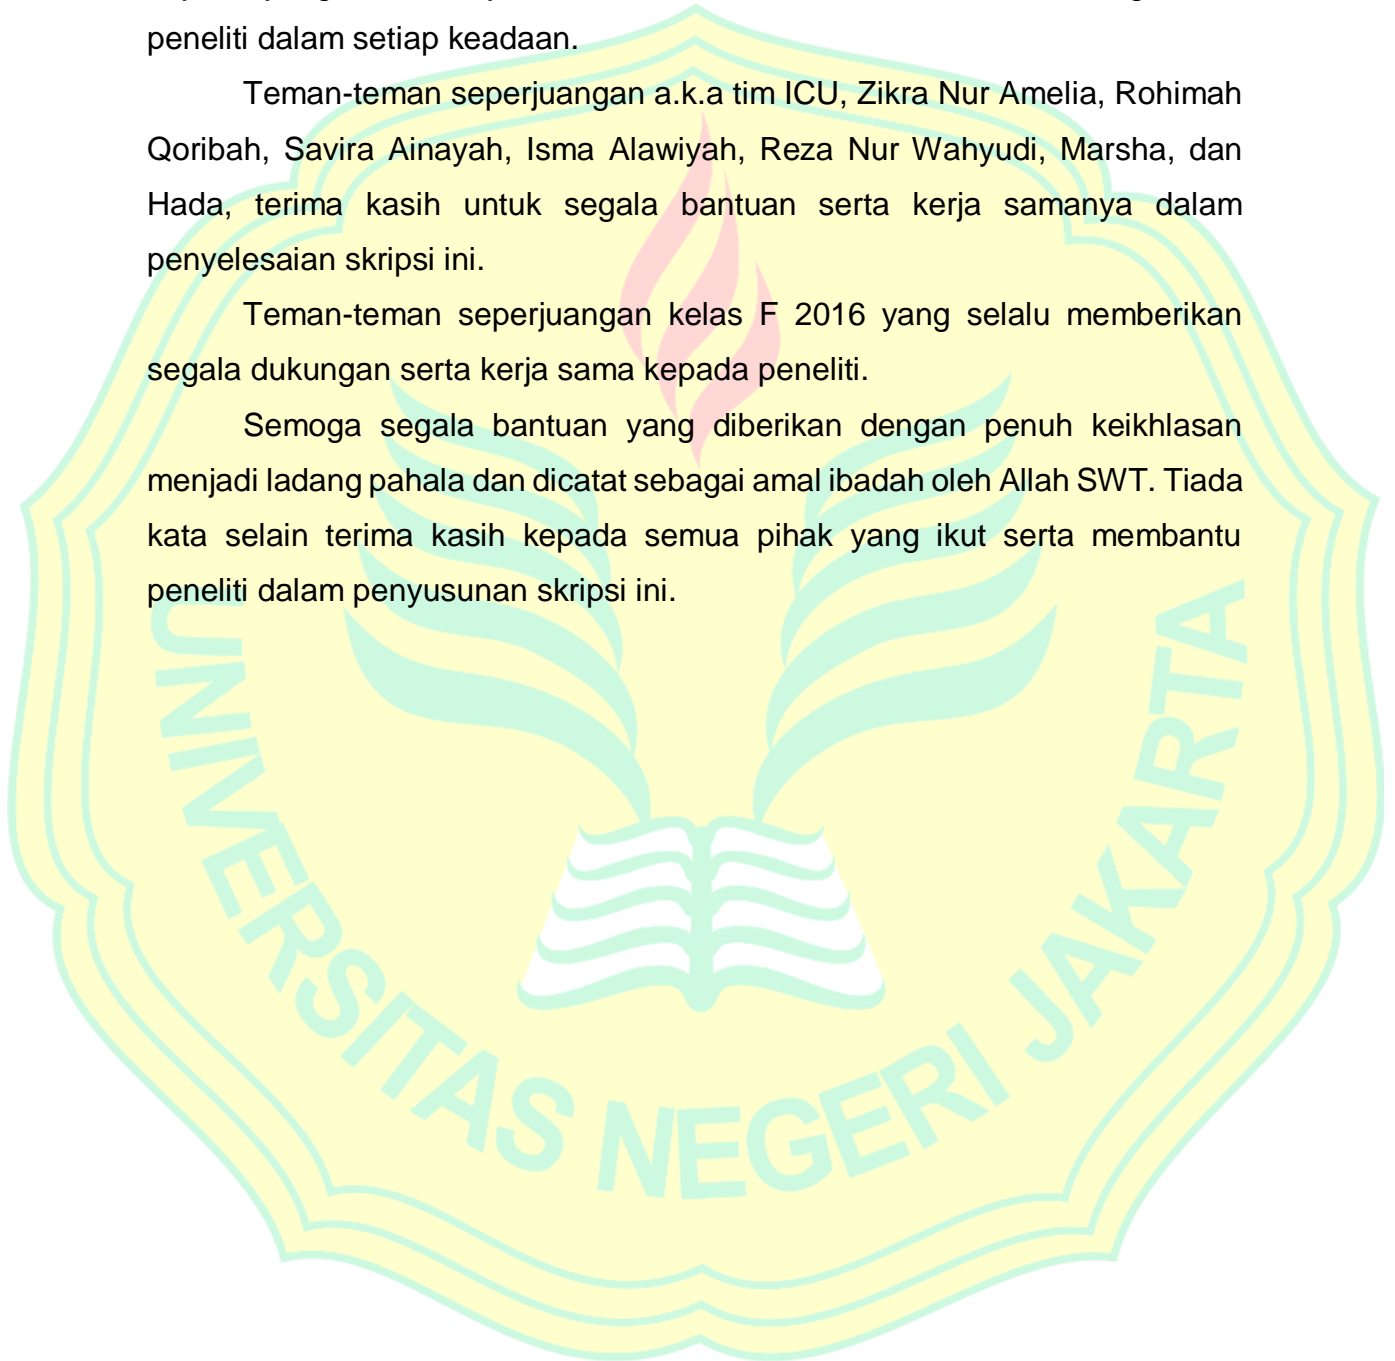 peneliti dalam setiap keadaan.
Teman-teman seperjuangan a.k.a tim ICU, Zikra Nur Amelia, Rohimah
Qoribah, Savira Ainayah, Isma Alawiyah, Reza Nur Wahyudi, Marsha, dan
Hada, terima kasih untuk segala bantuan serta kerja samanya dalam
penyelesaian skripsi ini.
Teman-teman seperjuangan kelas F 2016 yang selalu memberikan
segala dukungan serta kerja sama kepada peneliti.
Semoga segala bantuan yang diberikan dengan penuh keikhlasan
menjadi ladang pahala dan dicatat sebagai amal ibadah oleh Allah SWT. Tiada
kata selain terima kasih kepada semua pihak yang ikut serta membantu
peneliti dalam penyusunan skripsi ini.
UNIVERSITAS NEGERI JAKARTA